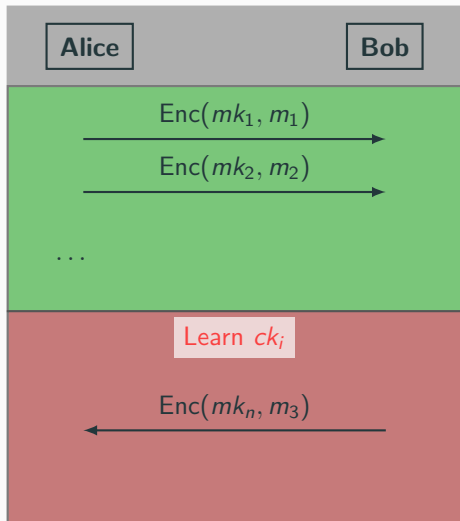 Alice Bob
Enc(mk₁, m₁)
Enc(mk₂, m₂)
...
Learn ckᵢ
Enc(mkₙ, m₃)